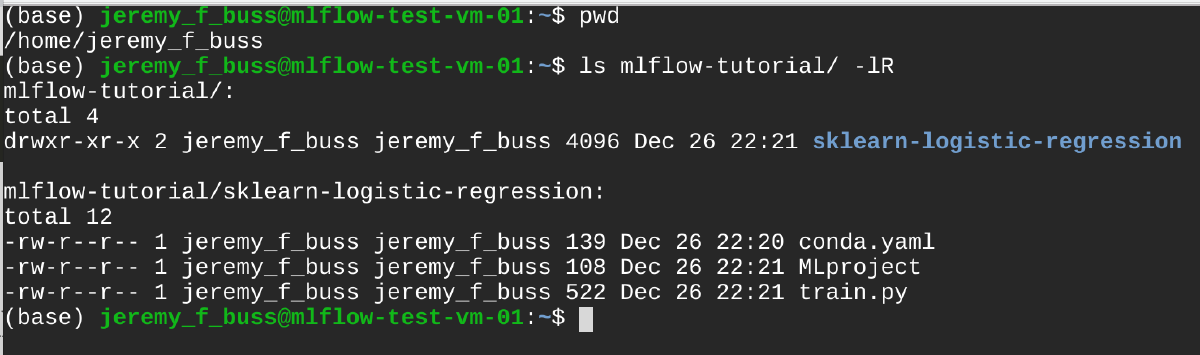 (base) jeremy_f_buss@mlflow-test-vm-01:~$ pwd
/home/jeremy_f_buss
(base) jeremy_f_buss@mlflow-test-vm-01:~$ ls mlflow-tutorial/ -lR
mlflow-tutorial/:
total 4
drwxr-xr-x 2 jeremy_f_buss jeremy_f_buss 4096 Dec 26 22:21 sklearn-logistic-regression
mlflow-tutorial/sklearn-logistic-regression:
total 12
-rw-r--r-- 1 jeremy_f_buss jeremy_f_buss 139 Dec 26 22:20 conda.yaml
-rw-r--r-- 1 jeremy_f_buss jeremy_f_buss 108 Dec 26 22:21 MLproject
-rw-r--r-- 1 jeremy_f_buss jeremy_f_buss 522 Dec 26 22:21 train.py
(base) jeremy_f_buss@mlflow-test-vm-01:~$